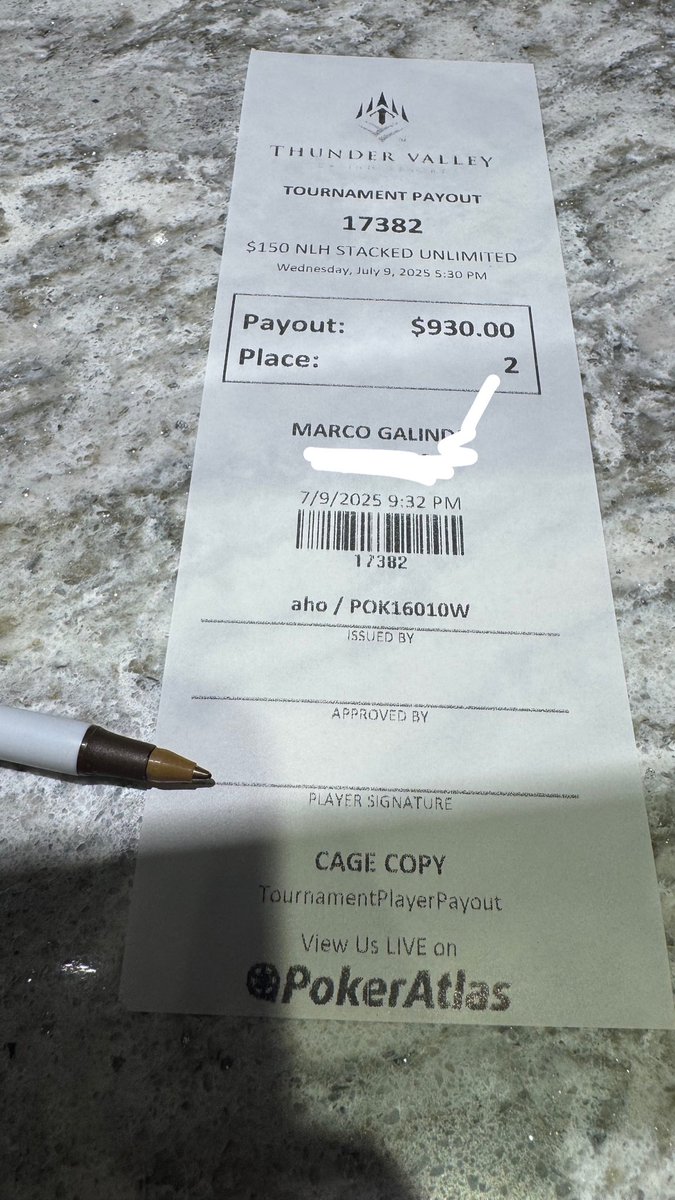 THUNDER VALLEY
TOURNAMENT PAYOUT
17382
$150 NLH STACKED UNLIMITED
Wednesday, July 9, 2025 5:30 PM
Payout: $930.00
Place: 2
MARCO
7/9/2025 9:32 PM
17382
aho / POK16010W
ISSUED BY
APPROVED BY
PLAYER SIGNATURE
CAGE COPY
TournamentPlayerPayout
View Us LIVE on
PokerAtlas